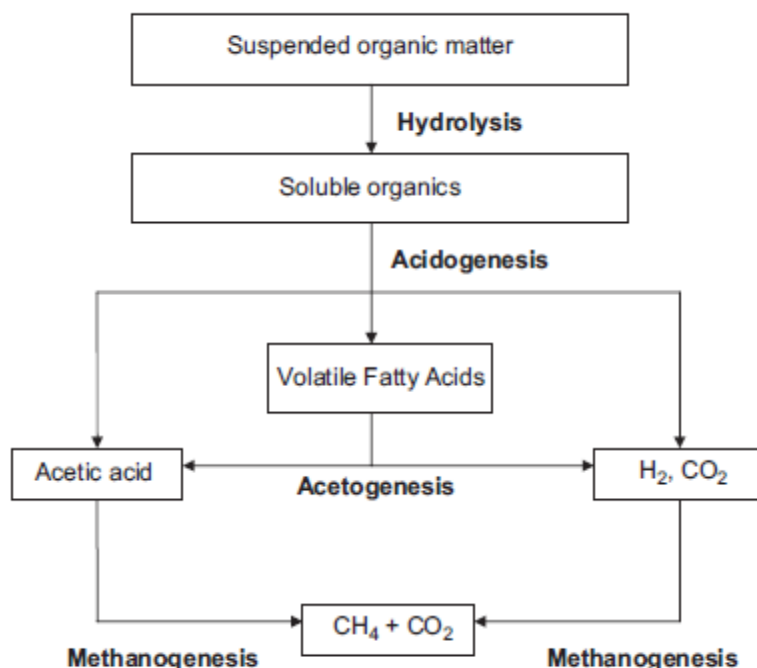 Suspended organic matter
Hydrolysis
Soluble organics
Acidogenesis
Volatile Fatty Acids
Acetic acid
Acetogenesis
H₂, CO₂
CH₄ + CO₂
Methanogenesis
Methanogenesis